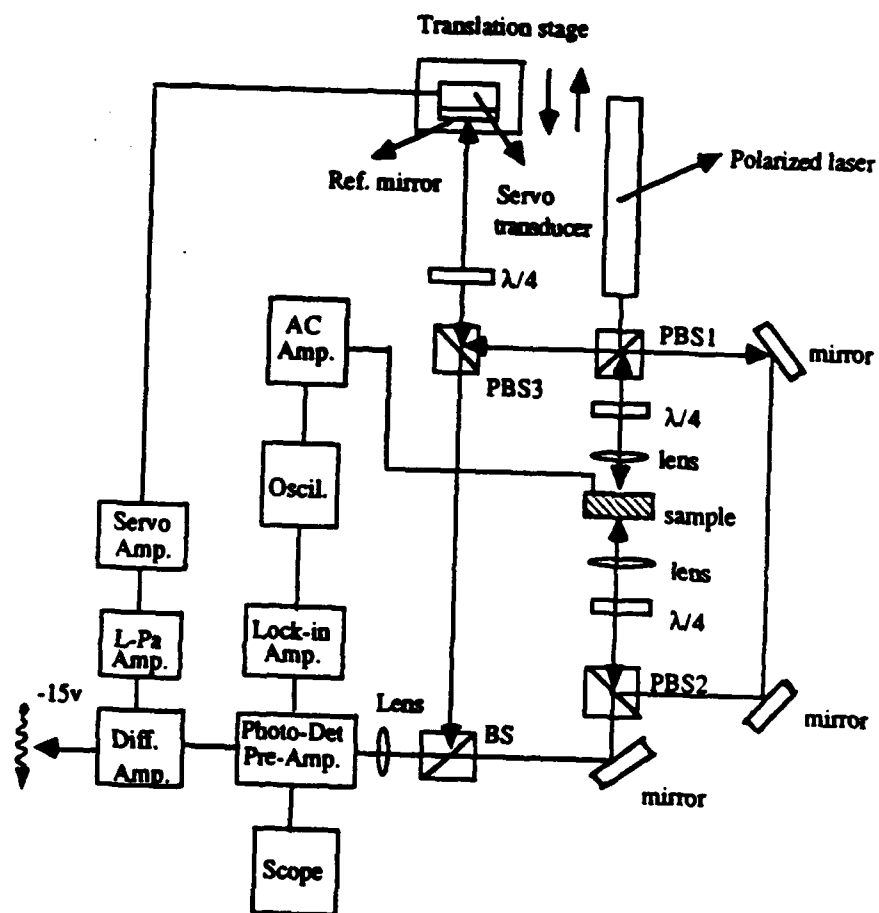 Translation stage
Polarized laser
Ref. mirror
Servo
transducer
λ/4
AC
Amp.
PBS1
mirror
PBS3
λ/4
lens
Oscil.
sample
Servo
Amp.
lens
L-Pa
Amp.
Lock-in
Amp.
λ/4
-15v
PBS2
Lens
mirror
Diff.
Amp.
Photo-Det
Pre-Amp.
BS
mirror
Scope